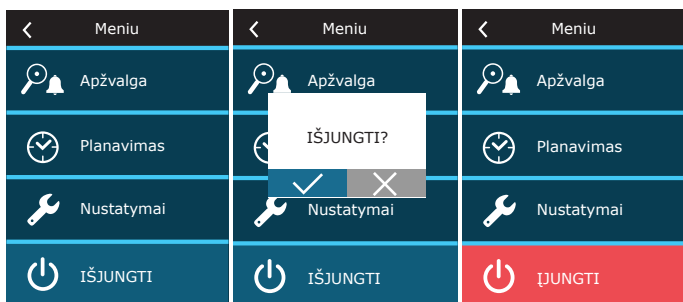 Meniu
Apžvalga
Planavimas
Nustatymai
IŠJUNGTI
Meniu
Apžvalga
IŠJUNGTI?
Nustatymai
IŠJUNGTI
Meniu
Apžvalga
Planavimas
Nustatymai
ĮJUNGTI